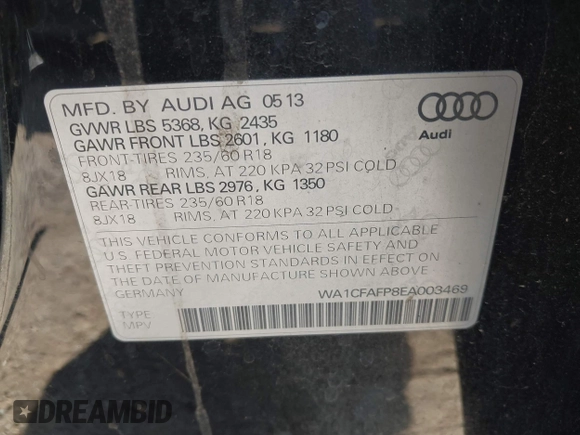 MFD. BY AUDI AG 05 13
GVWR LBS 5368, KG 2435
GAWR FRONT LBS 2601, KG 1180
FRONT-TIRES 235/60 R18
8JX18 RIMS, AT 220 KPA 32 PSI COLD
GAWR REAR LBS 2976, KG 1350
REAR-TIRES 235/60 R18
8JX18 RIMS, AT 220 KPA 32 PSI COLD
THIS VEHICLE CONFORMS TO ALL APPLICABLE
U.S. FEDERAL MOTOR VEHICLE SAFETY AND
THEFT PREVENTION STANDARDS IN EFFECT ON
THE DATE OF MANUFACTURE SHOWN ABOVE.
GERMANY
WA1CFAFP8EA003469
TYPE
MPV
Audi
DREAMBID